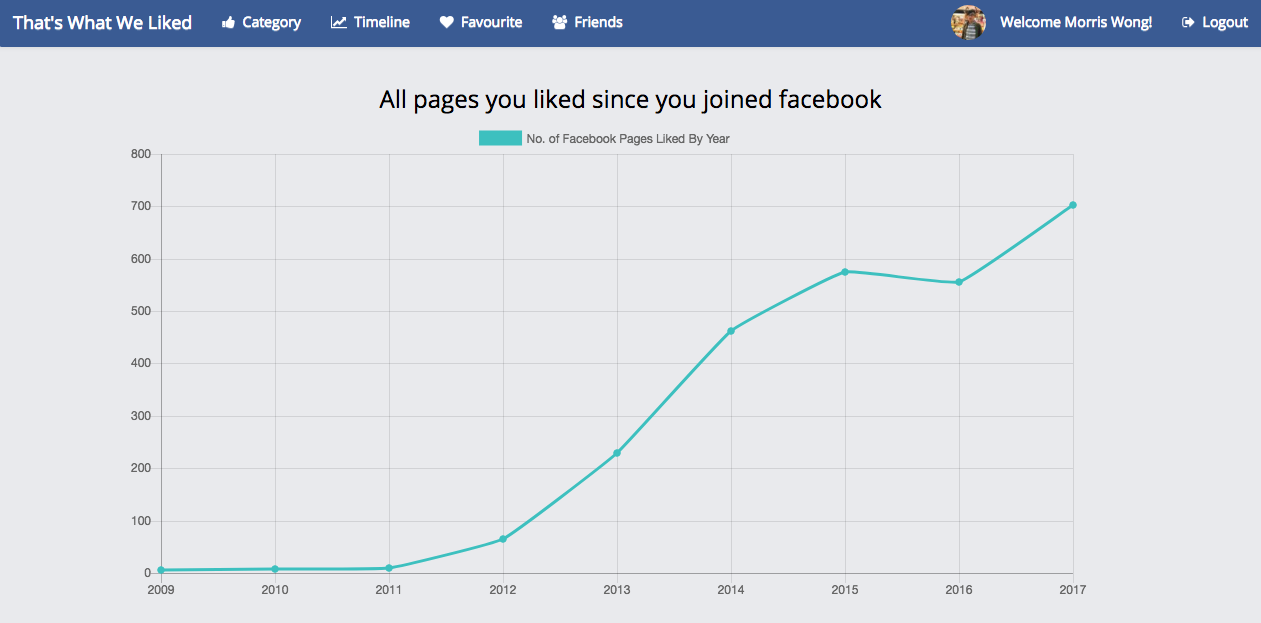 That's What We Liked Category Timeline Favourite Friends Welcome Morris Wong! Logout
All pages you liked since you joined facebook
No. of Facebook Pages Liked By Year
800
700
600
500
400
300
200
100
0
2009 2010 2011 2012 2013 2014 2015 2016 2017